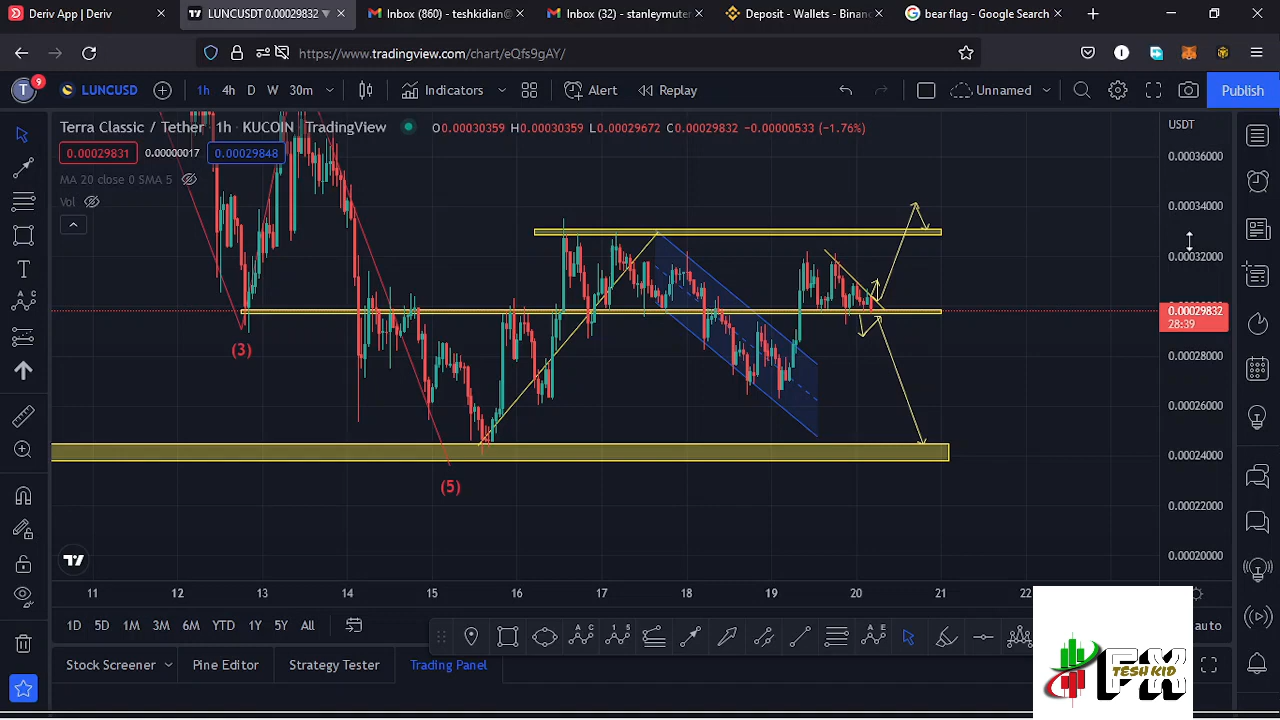 Deriv App | Deriv
LUNCUSDT 0.00029832
Inbox (860) - teshkidian@
Inbox (32) - stanleymuter
Deposit - Wallets - Binan
bear flag - Google Search
https://www.tradingview.com/chart/eQfs9gAY/
T 9 LUNCUSD 1h 4h D W 30m Indicators Alert Replay Unnamed Publish
Terra Classic / Tether · 1h · KUCOIN TradingView O0.00030359 H0.00030359 L0.00029672 C0.00029832 −0.00000533 (−1.76%) USDT
0.00029831 0.00000017 0.00029848
MA 20 close 0 SMA 5
Vol
0.00036000
0.00034000
0.00032000
0.00029832
28:39
0.00028000
0.00026000
0.00024000
0.00022000
0.00020000
(3)
(5)
11 12 13 14 15 16 17 18 19 20 21 22
1D 5D 1M 3M 6M YTD 1Y 5Y All auto
Stock Screener Pine Editor Strategy Tester Trading Panel
FX
TESH KID